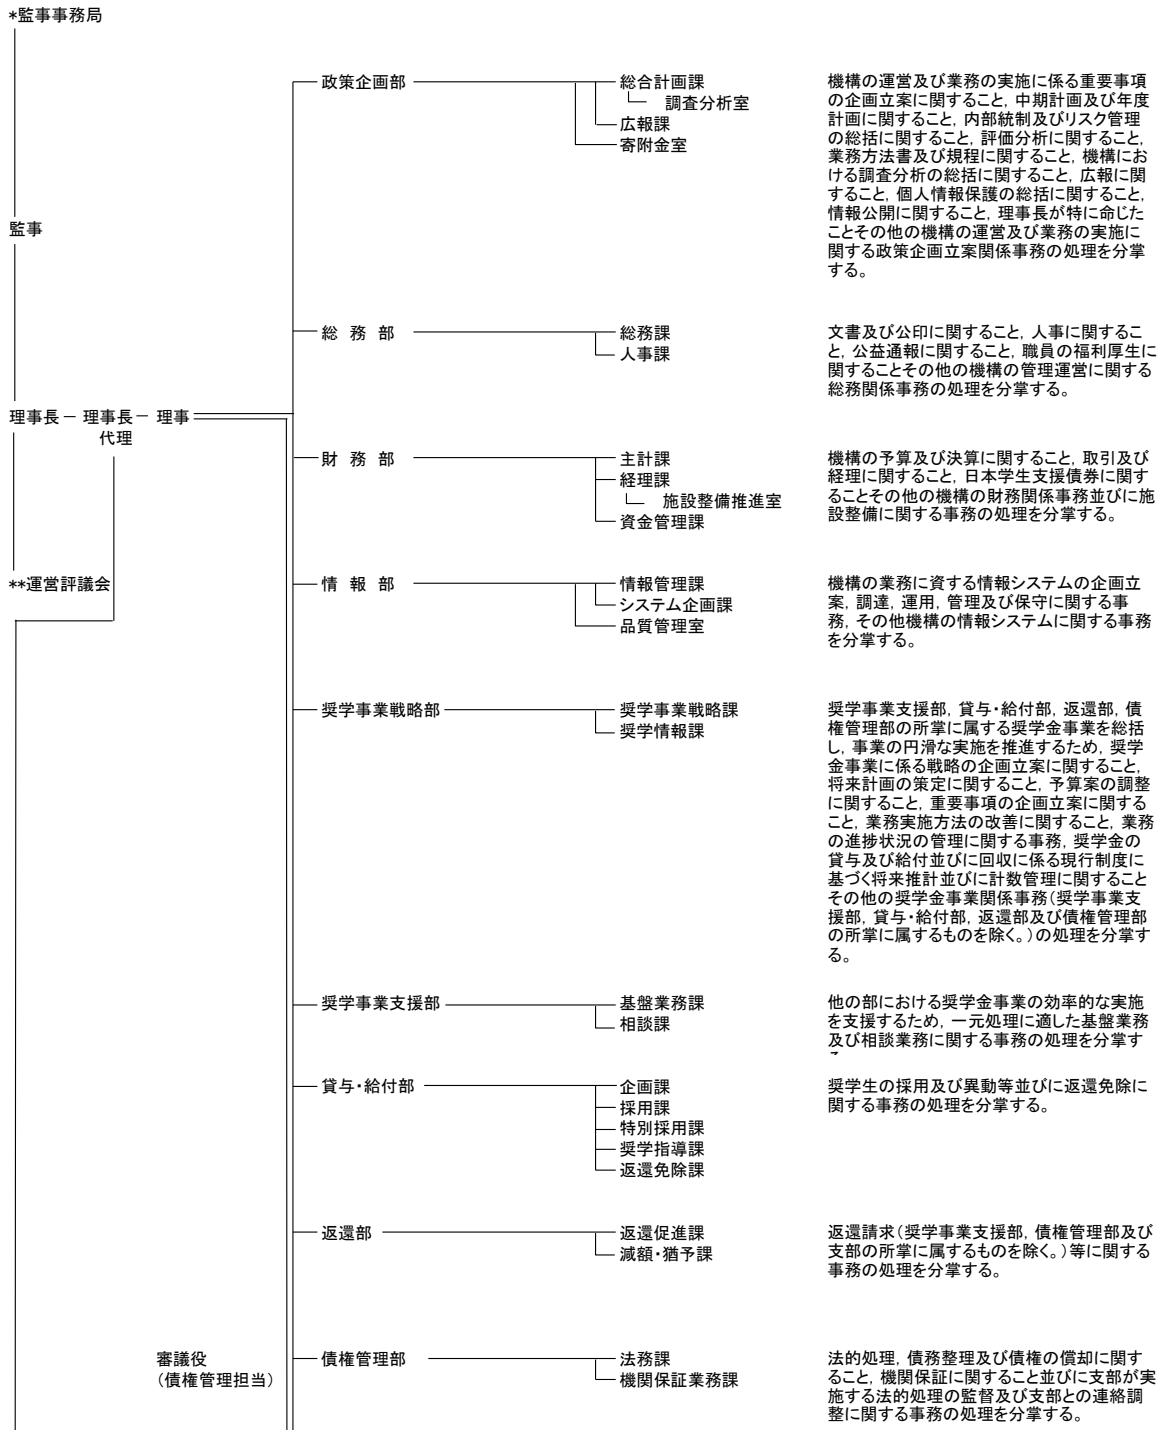 *監事事務局
政策企画部
総合計画課
調査分析室
広報課
寄附金室
機構の運営及び業務の実施に係る重要事項
の企画立案に関すること, 中期計画及び年度
計画に関すること, 内部統制及びリスク管理
の総括に関すること, 評価分析に関すること,
業務方法書及び規程に関すること, 機構にお
ける調査分析の総括に関すること, 広報に関
すること, 個人情報保護の総括に関すること,
情報公開に関すること, 理事長が特に命じた
ことその他の機構の運営及び業務の実施に
関する政策企画立案関係事務の処理を分掌
する。
監事
総 務 部
総務課
人事課
文書及び公印に関すること, 人事に関するこ
と, 公益通報に関すること, 職員の福利厚生に
関することその他の機構の管理運営に関する
総務関係事務の処理を分掌する。
理事長 － 理事長－ 理事
代理
財 務 部
主計課
経理課
施設整備推進室
資金管理課
機構の予算及び決算に関すること, 取引及び
経理に関すること, 日本学生支援債券に関す
ることその他の機構の財務関係事務並びに施
設整備に関する事務の処理を分掌する。
**運営評議会
情 報 部
情報管理課
システム企画課
品質管理室
機構の業務に資する情報システムの企画立
案, 調達, 運用, 管理及び保守に関する事
務, その他機構の情報システムに関する事務
を分掌する。
奨学事業戦略部
奨学事業戦略課
奨学情報課
奨学事業支援部, 貸与・給付部, 返還部, 債
権管理部の所掌に属する奨学金事業を総括
し, 事業の円滑な実施を推進するため, 奨学
金事業に係る戦略の企画立案に関すること,
将来計画の策定に関すること, 予算案の調整
に関すること, 重要事項の企画立案に関する
こと, 業務実施方法の改善に関すること, 業務
の進捗状況の管理に関する事務, 奨学金の
貸与及び給付並びに回収に係る現行制度に
基づく将来推計並びに計数管理に関すること
その他の奨学金事業関係事務（奨学事業支
援部, 貸与・給付部, 返還部及び債権管理部
の所掌に属するものを除く。）の処理を分掌す
る。
奨学事業支援部
基盤業務課
相談課
他の部における奨学金事業の効率的な実施
を支援するため, 一元処理に適した基盤業務
及び相談業務に関する事務の処理を分掌す
貸与・給付部
企画課
採用課
特別採用課
奨学指導課
返還免除課
奨学生の採用及び異動等並びに返還免除に
関する事務の処理を分掌する。
返還部
返還促進課
減額・猶予課
返還請求（奨学事業支援部, 債権管理部及び
支部の所掌に属するものを除く。）等に関する
事務の処理を分掌する。
審議役
（債権管理担当）
債権管理部
法務課
機関保証業務課
法的処理, 債務整理及び債権の償却に関す
ること, 機関保証に関すること並びに支部が実
施する法的処理の監督及び支部との連絡調
整に関する事務の処理を分掌する。